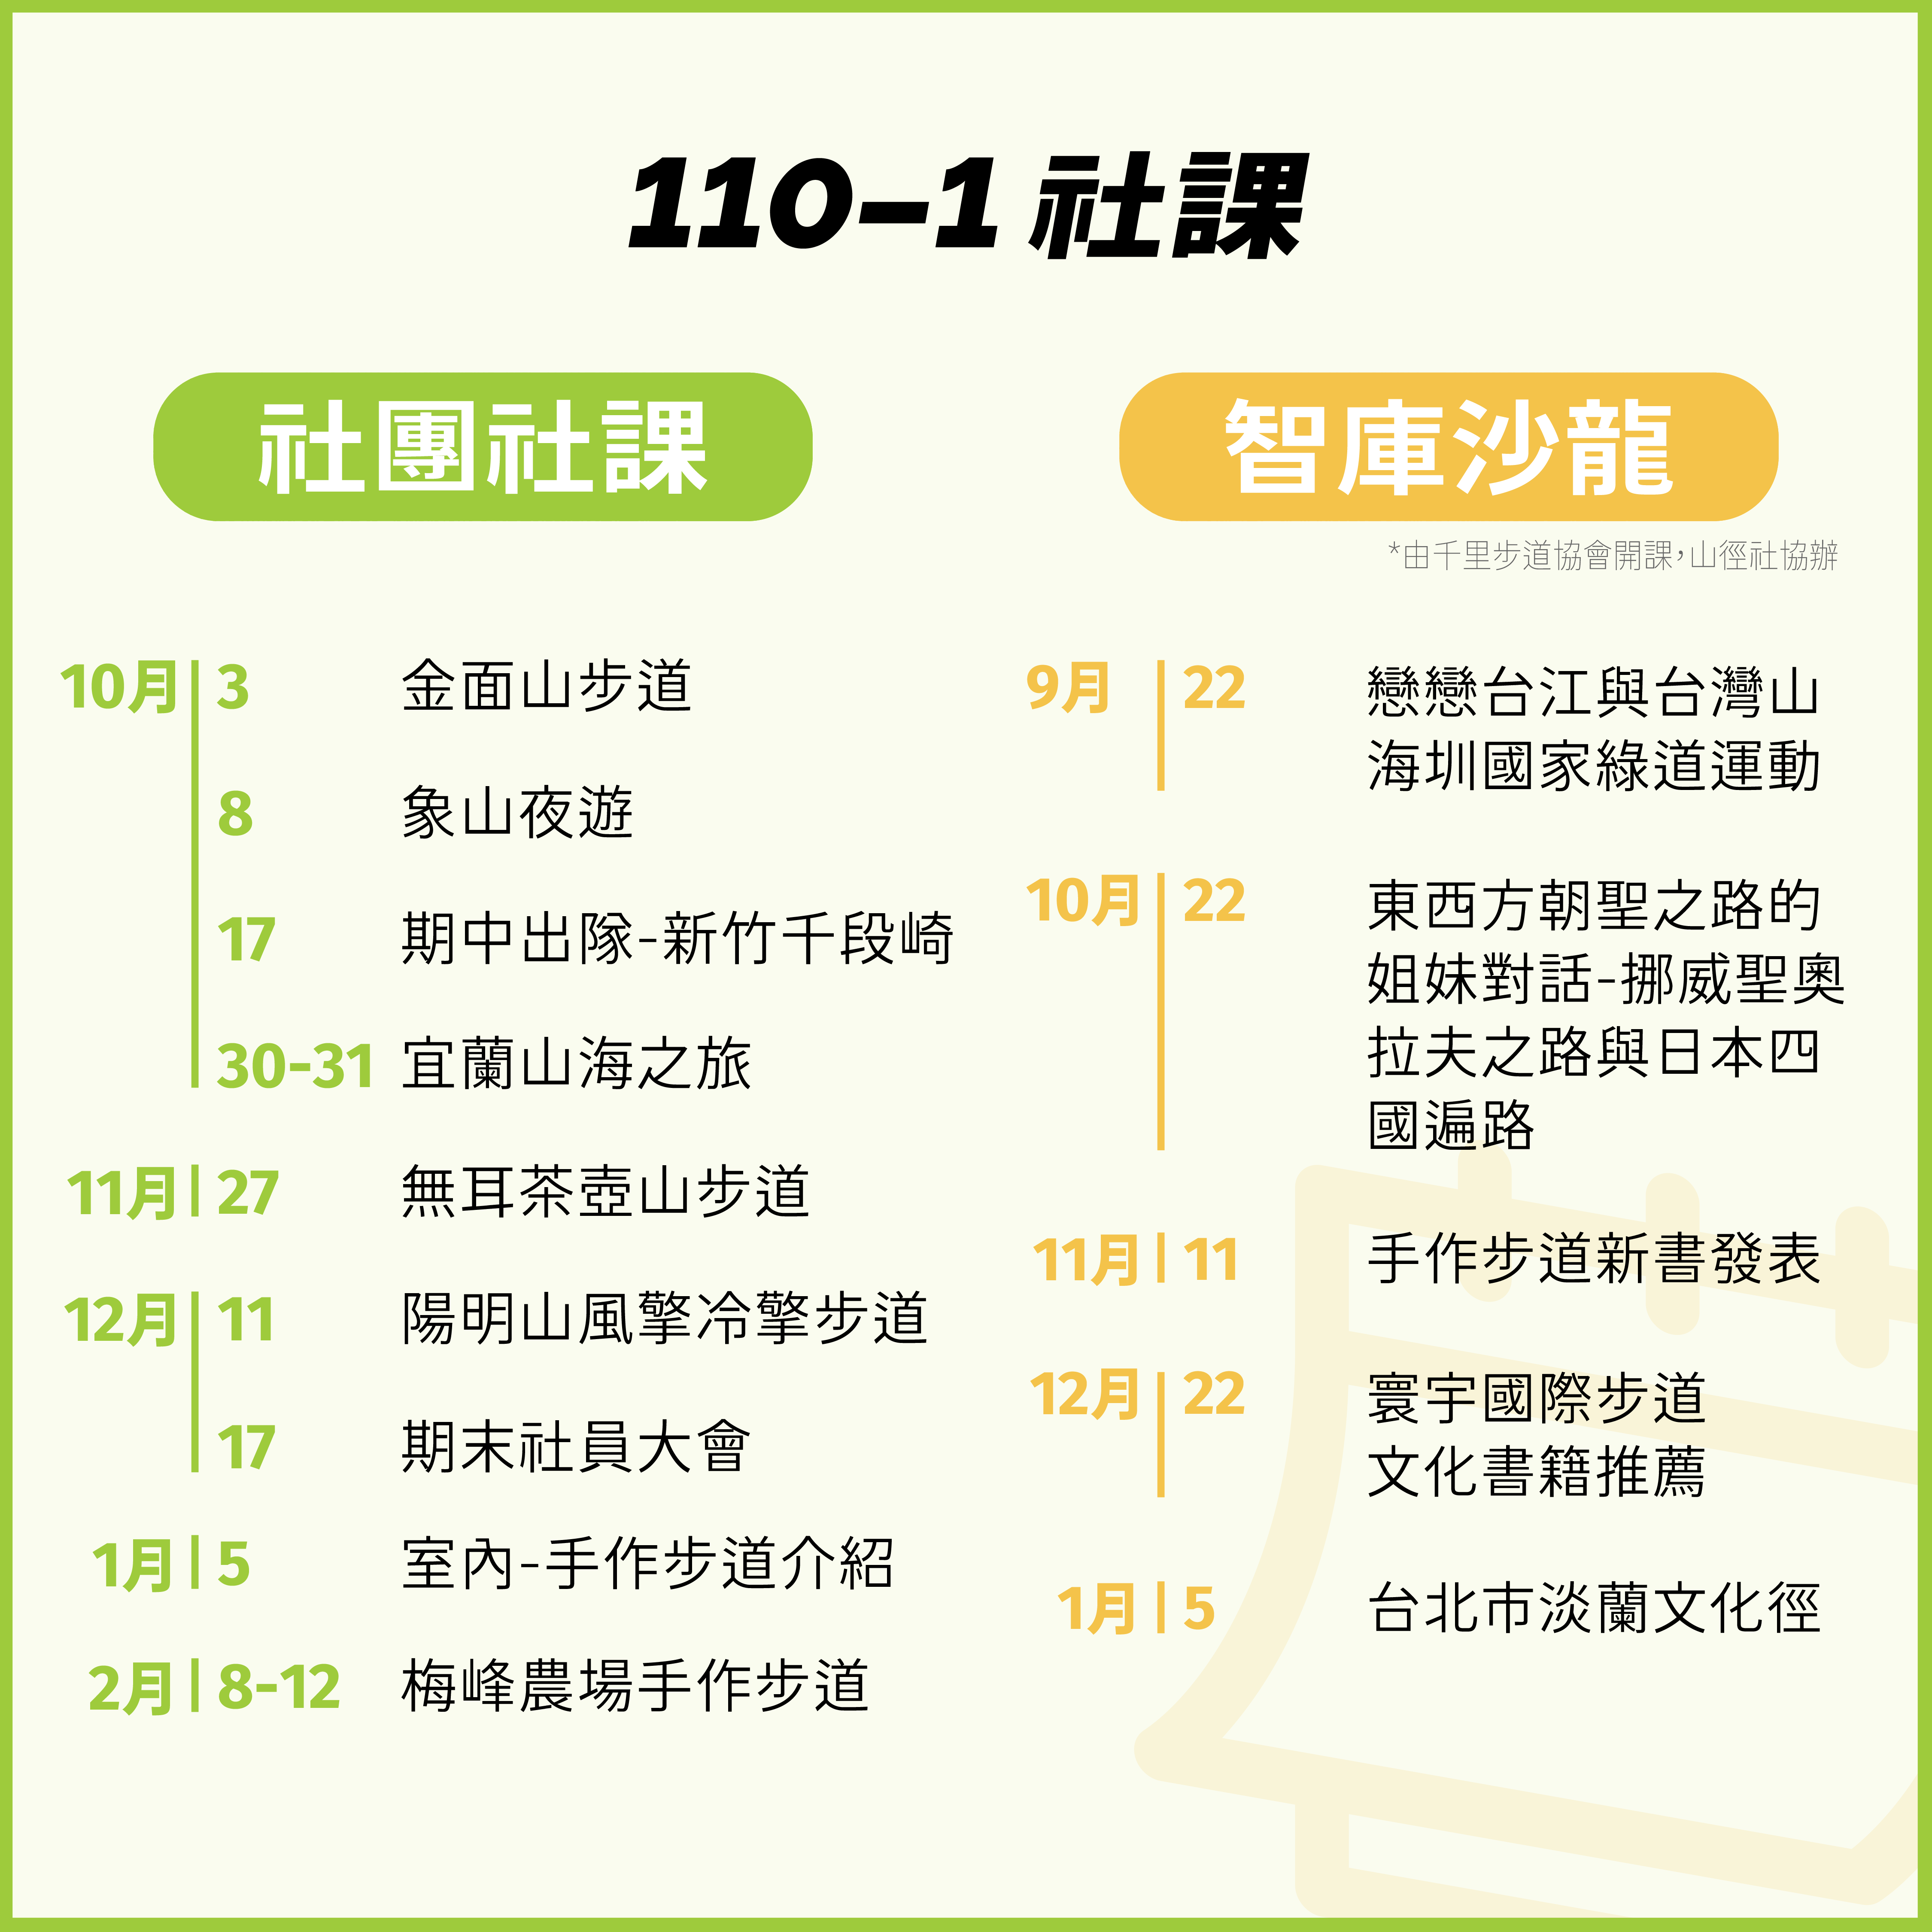 110-1 社課
社團社課
10月 3 金面山步道
8 象山夜遊
17 期中出隊-新竹千段崎
30-31 宜蘭山海之旅
11月 27 無耳茶壺山步道
12月 11 陽明山風擎冷擎步道
17 期末社員大會
1月 5 室內-手作步道介紹
2月 8-12 梅峰農場手作步道
智庫沙龍
*由千里步道協會開課，山徑社協辦
9月 22 戀戀台江與台灣山
海圳國家綠道運動
10月 22 東西方朝聖之路的
姐妹對話-挪威聖奧
拉夫之路與日本四
國遍路
11月 11 手作步道新書發表
12月 22 寰宇國際步道
文化書籍推薦
1月 5 台北市淡蘭文化徑